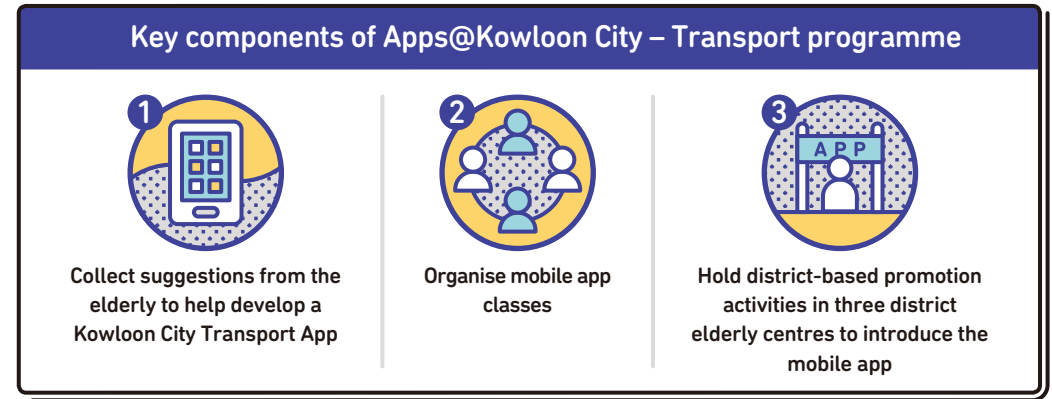 Key components of Apps@Kowloon City – Transport programme
1
Collect suggestions from the
elderly to help develop a
Kowloon City Transport App
2
Organise mobile app
classes
3
APP
Hold district-based promotion
activities in three district
elderly centres to introduce the
mobile app